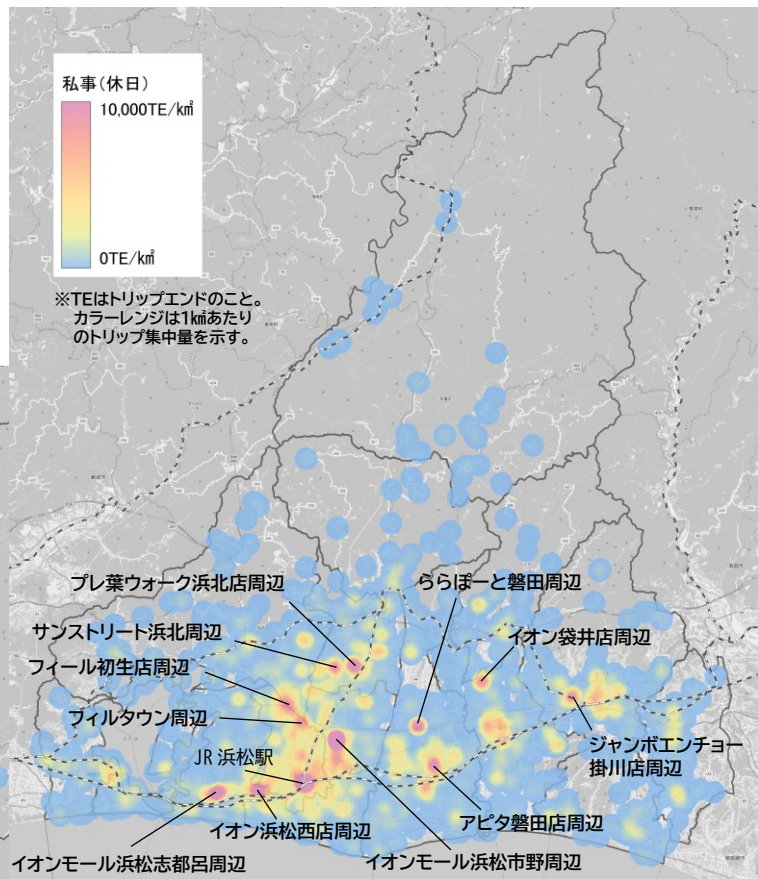 私事(休日)
10,000TE/k㎡
0TE/k㎡
※TEはトリップエンドのこと。
カラーレンジは1k㎡あたり
のトリップ集中量を示す。
プレ葉ウォーク浜北店周辺
ららぽーと磐田周辺
サンストリート浜北周辺
イオン袋井店周辺
フィール初生店周辺
フィルタウン周辺
JR浜松駅
ジャンボエンチョー
掛川店周辺
イオン浜松西店周辺
アピタ磐田店周辺
イオンモール浜松志都呂周辺
イオンモール浜松市野周辺